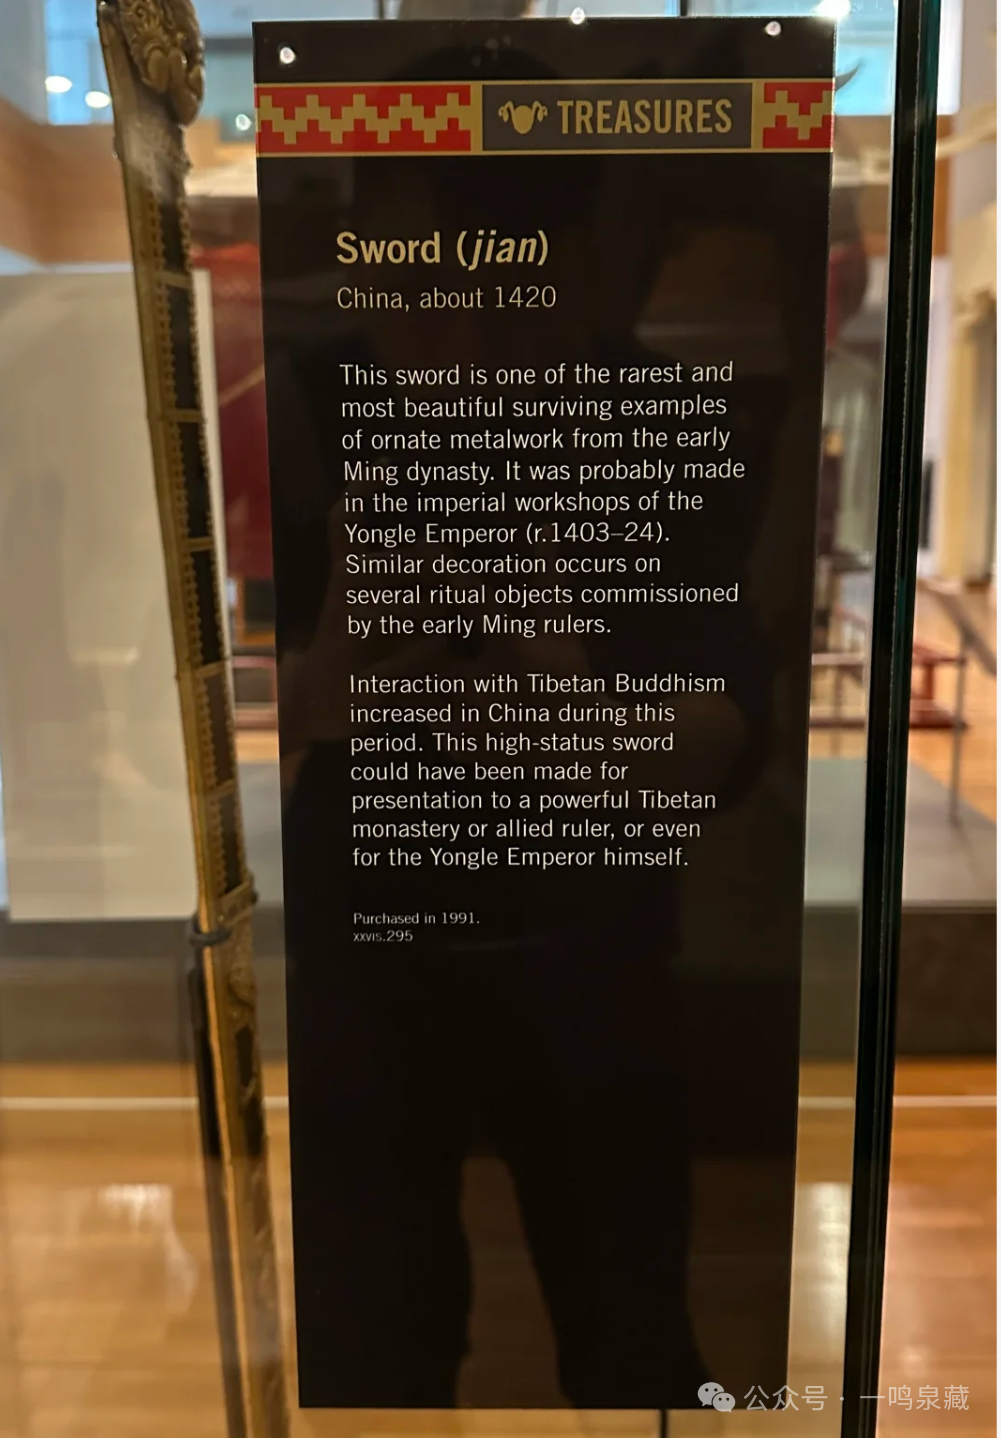 TREASURES
Sword (jian)
China, about 1420
This sword is one of the rarest and
most beautiful surviving examples
of ornate metalwork from the early
Ming dynasty. It was probably made
in the imperial workshops of the
Yongle Emperor (r.1403–24).
Similar decoration occurs on
several ritual objects commissioned
by the early Ming rulers.
Interaction with Tibetan Buddhism
increased in China during this
period. This high-status sword
could have been made for
presentation to a powerful Tibetan
monastery or allied ruler, or even
for the Yongle Emperor himself.
Purchased in 1991.
XXVIS.295
公众号 · 一鸣泉藏